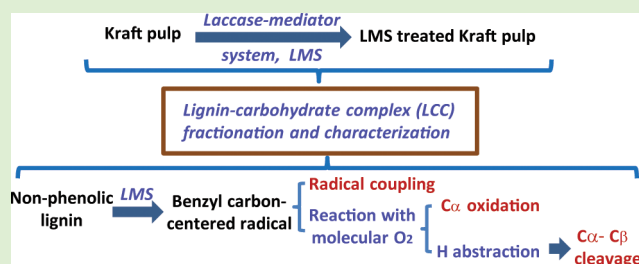 Kraft pulp
Laccase-mediator
system, LMS
LMS treated Kraft pulp
Lignin-carbohydrate complex (LCC)
fractionation and characterization
Non-phenolic
lignin
LMS
Benzyl carbon-
centered radical
Radical coupling
Reaction with
molecular O₂
Cα oxidation
H abstraction
Cα- Cβ
cleavage